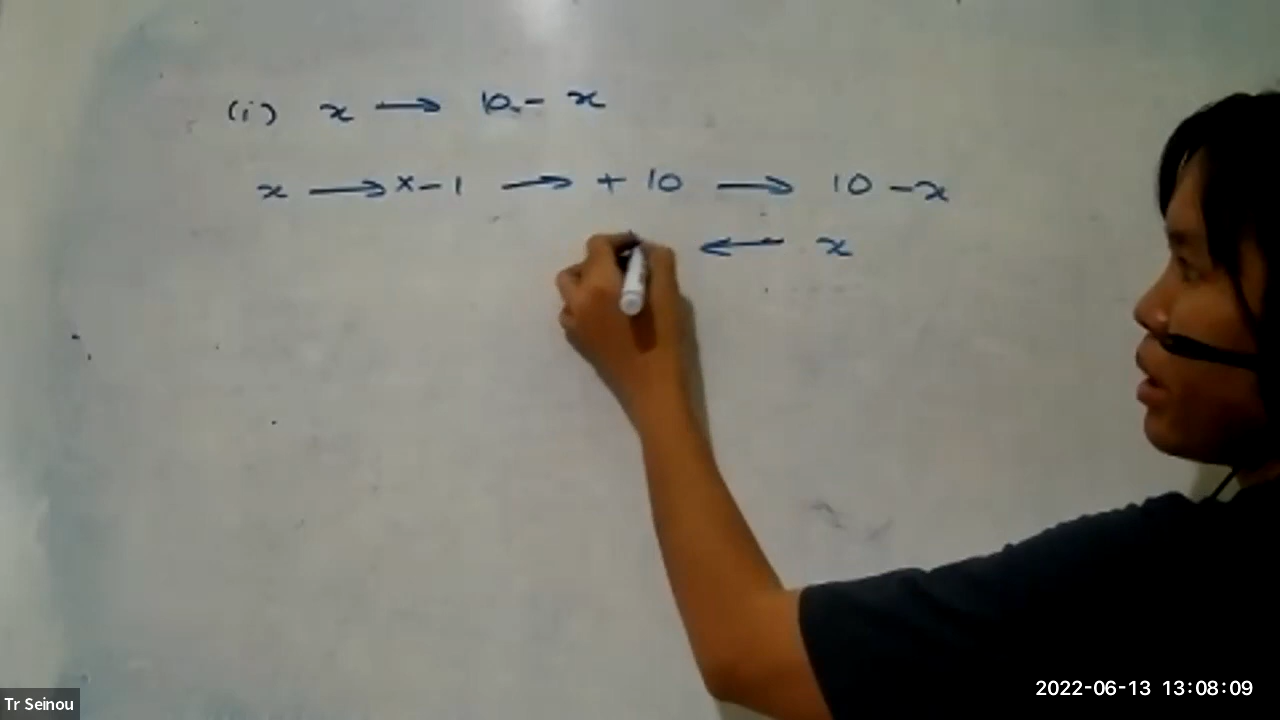 (i) x → 10 - x
x → × - 1 → + 10 → 10 - x
← x
Tr Seinou
2022-06-13 13:08:09